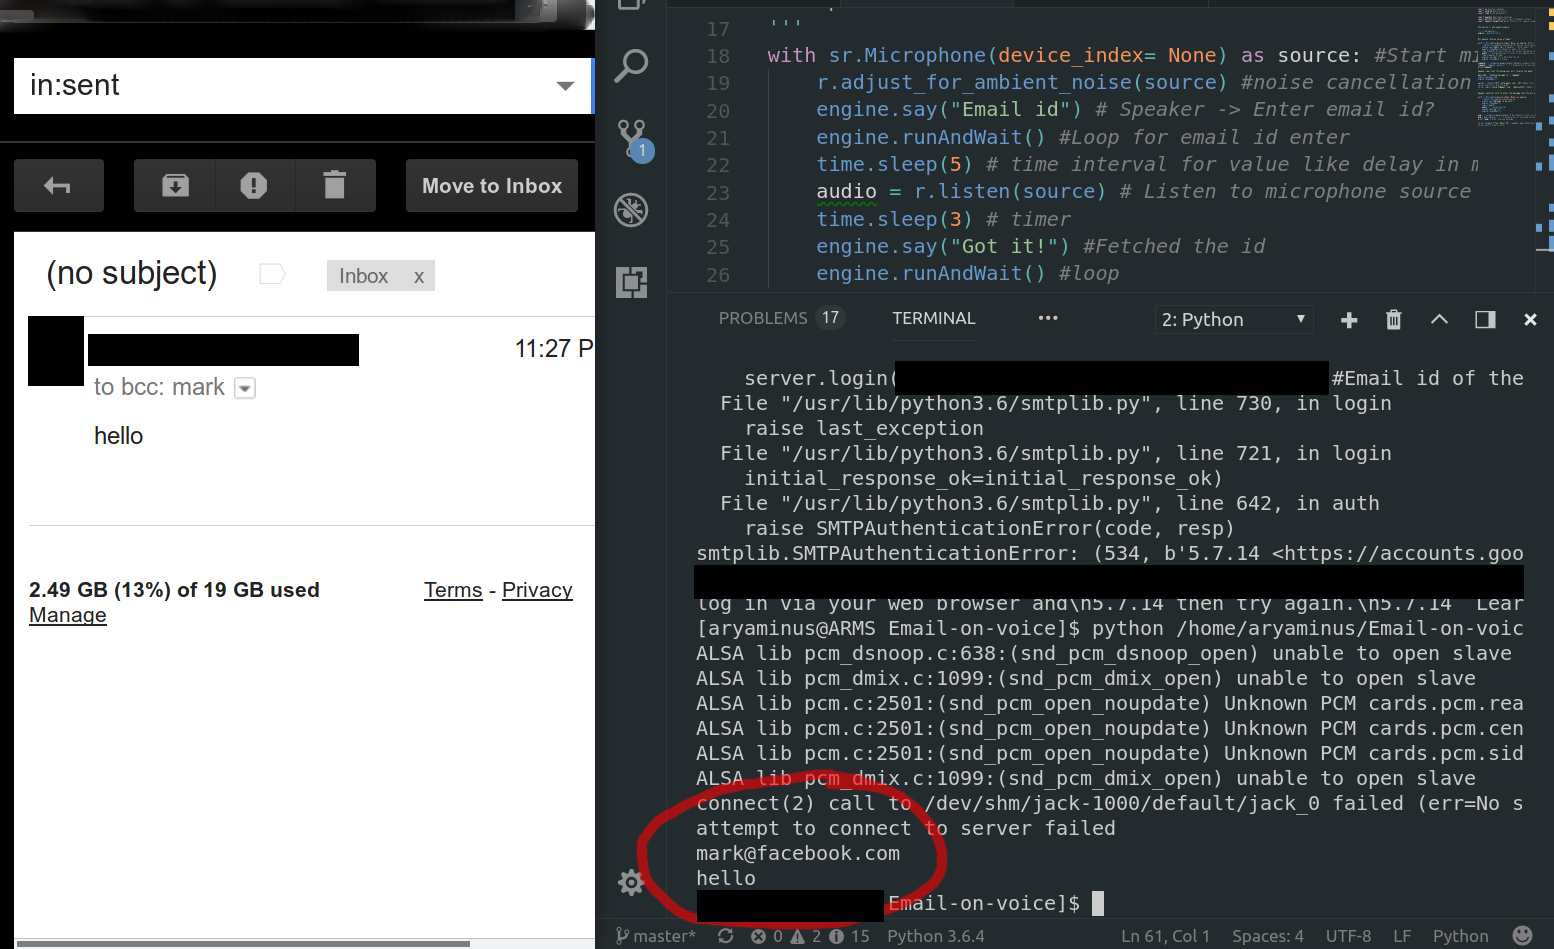 in:sent
Move to Inbox
(no subject)
Inbox x
11:27 P
to bcc: mark
hello
2.49 GB (13%) of 19 GB used
Manage
Terms - Privacy
1
17 '''
18 with sr.Microphone(device_index= None) as source: #Start mi
19 r.adjust_for_ambient_noise(source) #noise cancellation
20 engine.say("Email id") # Speaker -> Enter email id?
21 engine.runAndWait() #Loop for email id enter
22 time.sleep(5) # time interval for value like delay in m
23 audio = r.listen(source) # Listen to microphone source
24 time.sleep(3) # timer
25 engine.say("Got it!") #Fetched the id
26 engine.runAndWait() #loop
PROBLEMS 17 TERMINAL ••• 2: Python
server.login( #Email id of the
File "/usr/lib/python3.6/smtplib.py", line 730, in login
raise last_exception
File "/usr/lib/python3.6/smtplib.py", line 721, in login
initial_response_ok=initial_response_ok)
File "/usr/lib/python3.6/smtplib.py", line 642, in auth
raise SMTPAuthenticationError(code, resp)
smtplib.SMTPAuthenticationError: (534, b'5.7.14 <https://accounts.goo
log in via your web browser and\n5.7.14 then try again.\n5.7.14  Lear
[aryaminus@ARMS Email-on-voice]$ python /home/aryaminus/Email-on-voic
ALSA lib pcm_dsnoop.c:638:(snd_pcm_dsnoop_open) unable to open slave
ALSA lib pcm_dmix.c:1099:(snd_pcm_dmix_open) unable to open slave
ALSA lib pcm.c:2501:(snd_pcm_open_noupdate) Unknown PCM cards.pcm.rea
ALSA lib pcm.c:2501:(snd_pcm_open_noupdate) Unknown PCM cards.pcm.cen
ALSA lib pcm.c:2501:(snd_pcm_open_noupdate) Unknown PCM cards.pcm.sid
ALSA lib pcm_dmix.c:1099:(snd_pcm_dmix_open) unable to open slave
connect(2) call to /dev/shm/jack-1000/default/jack_0 failed (err=No s
attempt to connect to server failed
mark@facebook.com
hello
Email-on-voice]$
master* 0 2 15 Python 3.6.4 Ln 61, Col 1 Spaces: 4 UTF-8 LF Python